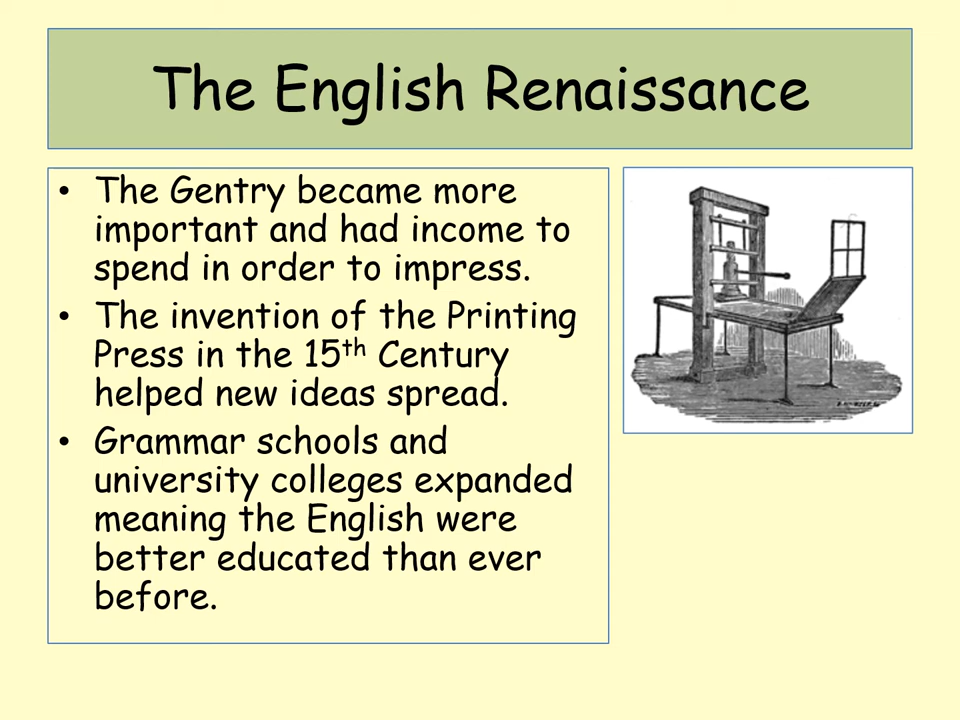 The English Renaissance
• The Gentry became more
important and had income to
spend in order to impress.
• The invention of the Printing
Press in the 15th Century
helped new ideas spread.
• Grammar schools and
university colleges expanded
meaning the English were
better educated than ever
before.